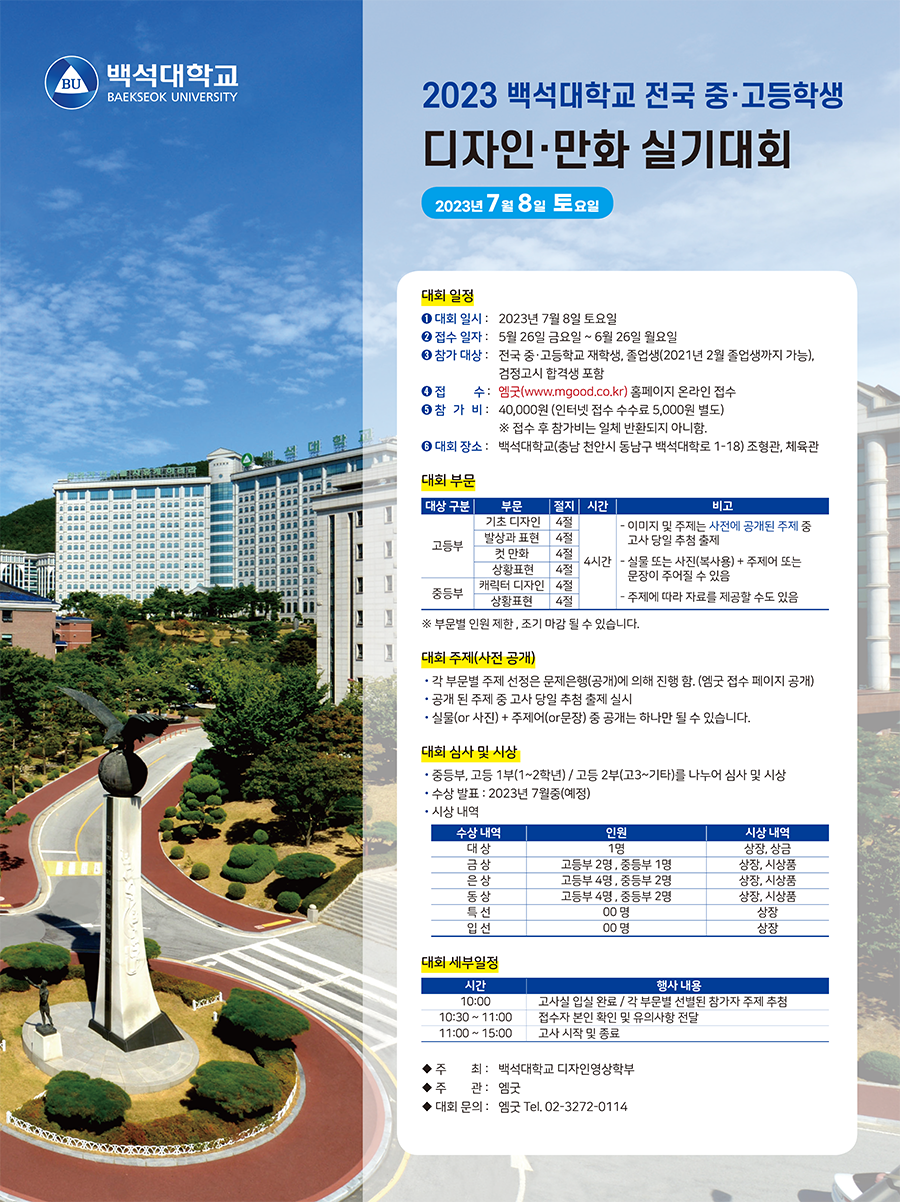 BU
백석대학교
BAEKSEOK UNIVERSITY
2023 백석대학교 전국 중·고등학생
디자인·만화 실기대회
2023년 7월 8일 토요일
대회 일정
❶ 대회 일시 : 2023년 7월 8일 토요일
❷ 접수 일자 : 5월 26일 금요일 ~ 6월 26일 월요일
❸ 참가 대상 : 전국 중·고등학교 재학생, 졸업생(2021년 2월 졸업생까지 가능),
검정고시 합격생 포함
❹ 접 수 : 엠굿(www.mgood.co.kr) 홈페이지 온라인 접수
❺ 참 가 비 : 40,000원 (인터넷 접수 수수료 5,000원 별도)
※ 접수 후 참가비는 일체 반환되지 아니함.
❻ 대회 장소 : 백석대학교(충남 천안시 동남구 백석대학로 1-18) 조형관, 체육관
대회 부문
대상 구분 부문 절지 시간 비고
고등부
기초 디자인 4절
발상과 표현 4절
컷 만화 4절
상황표현 4절
중등부
캐릭터 디자인 4절
상황표현 4절
4시간
- 이미지 및 주제는 사전에 공개된 주제 중
고사 당일 추첨 출제
- 실물 또는 사진(복사용) + 주제어 또는
문장이 주어질 수 있음
- 주제에 따라 자료를 제공할 수도 있음
※ 부문별 인원 제한 , 조기 마감 될 수 있습니다.
대회 주제(사전 공개)
• 각 부문별 주제 선정은 문제은행(공개)에 의해 진행 함. (엠굿 접수 페이지 공개)
• 공개 된 주제 중 고사 당일 추첨 출제 실시
• 실물(or 사진) + 주제어(or문장) 중 공개는 하나만 될 수 있습니다.
대회 심사 및 시상
• 중등부, 고등 1부(1~2학년) / 고등 2부(고3~기타)를 나누어 심사 및 시상
• 수상 발표 : 2023년 7월중(예정)
• 시상 내역
수상 내역 인원 시상 내역
대 상 1명 상장, 상금
금 상 고등부 2명 , 중등부 1명 상장, 시상품
은 상 고등부 4명 , 중등부 2명 상장, 시상품
동 상 고등부 4명 , 중등부 2명 상장, 시상품
특 선 00 명 상장
입 선 00 명 상장
대회 세부일정
시간 행사 내용
10:00 고사실 입실 완료 / 각 부문별 선별된 참가자 주제 추첨
10:30 ~ 11:00 접수자 본인 확인 및 유의사항 전달
11:00 ~ 15:00 고사 시작 및 종료
◆ 주 최 : 백석대학교 디자인영상학부
◆ 주 관 : 엠굿
◆ 대회 문의 : 엠굿 Tel. 02-3272-0114
백석대학교